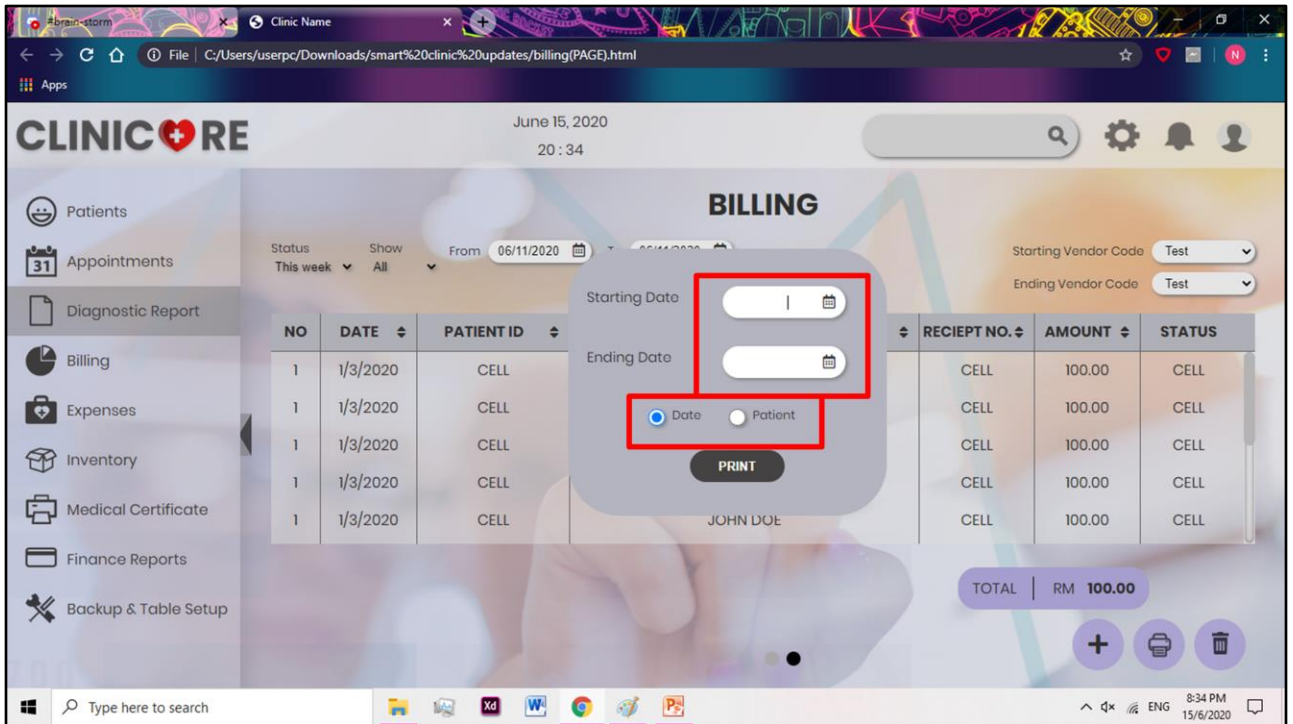 #brain-storm
Clinic Name
File | C:/Users/userpc/Downloads/smart%20clinic%20updates/billing(PAGE).html
N
Apps
CLINIC RE
June 15, 2020
20 : 34
BILLING
Patients
31 Appointments
Diagnostic Report
Billing
Expenses
Inventory
Medical Certificate
Finance Reports
Backup & Table Setup
Status Show From 06/11/2020
This week All
Starting Vendor Code Test
Ending Vendor Code Test
Starting Date
Ending Date
Date Patient
PRINT
NO DATE PATIENT ID RECIEPT NO. AMOUNT STATUS
1 1/3/2020 CELL CELL 100.00 CELL
1 1/3/2020 CELL CELL 100.00 CELL
1 1/3/2020 CELL CELL 100.00 CELL
1 1/3/2020 CELL CELL 100.00 CELL
1 1/3/2020 CELL JOHN DOE CELL 100.00 CELL
TOTAL | RM 100.00
Type here to search
Xd
W
P
ENG
8:34 PM
15/6/2020